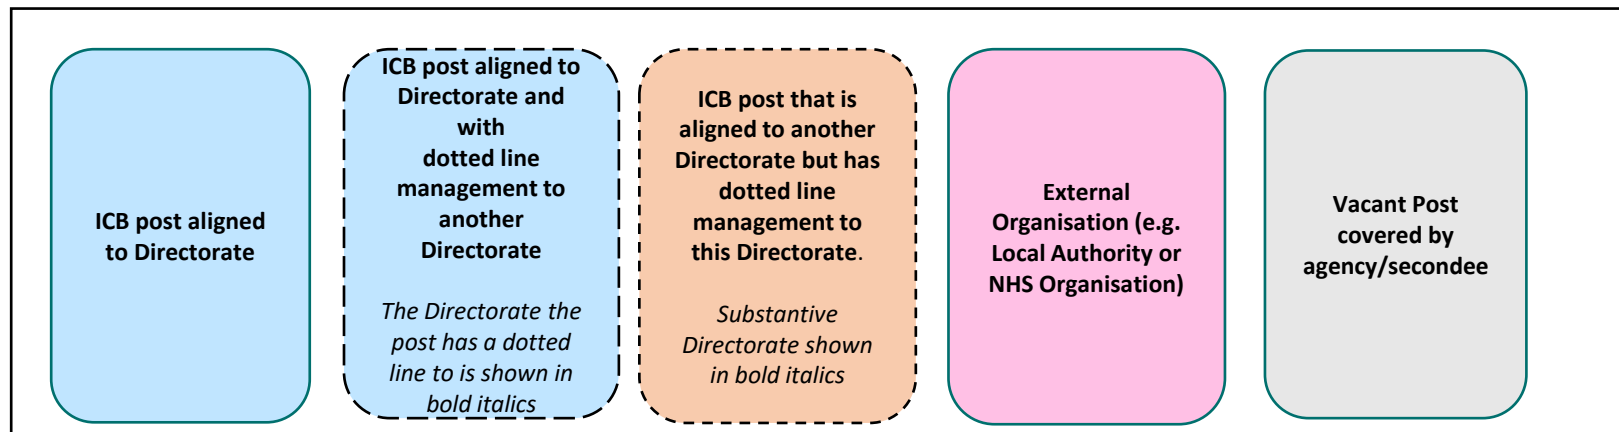 ICB post aligned
to Directorate
ICB post aligned to
Directorate and
with
dotted line
management to
another
Directorate
The Directorate the
post has a dotted
line to is shown in
bold italics
ICB post that is
aligned to another
Directorate but has
dotted line
management to
this Directorate.
Substantive
Directorate shown
in bold italics
External
Organisation (e.g.
Local Authority or
NHS Organisation)
Vacant Post
covered by
agency/secondee